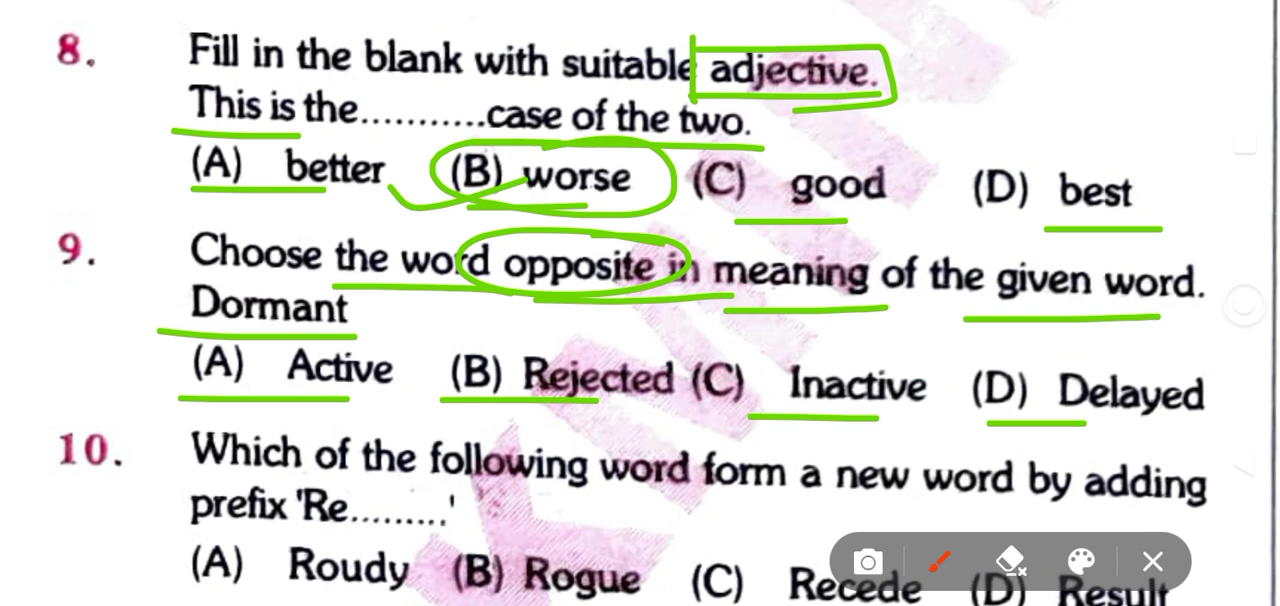 8. Fill in the blank with suitable adjective.
This is the...........case of the two.
(A) better (B) worse (C) good (D) best
9. Choose the word opposite in meaning of the given word.
Dormant
(A) Active (B) Rejected (C) Inactive (D) Delayed
10. Which of the following word form a new word by adding
prefix 'Re.........'
(A) Roudy (B) Rogue (C) Recede (D) Result